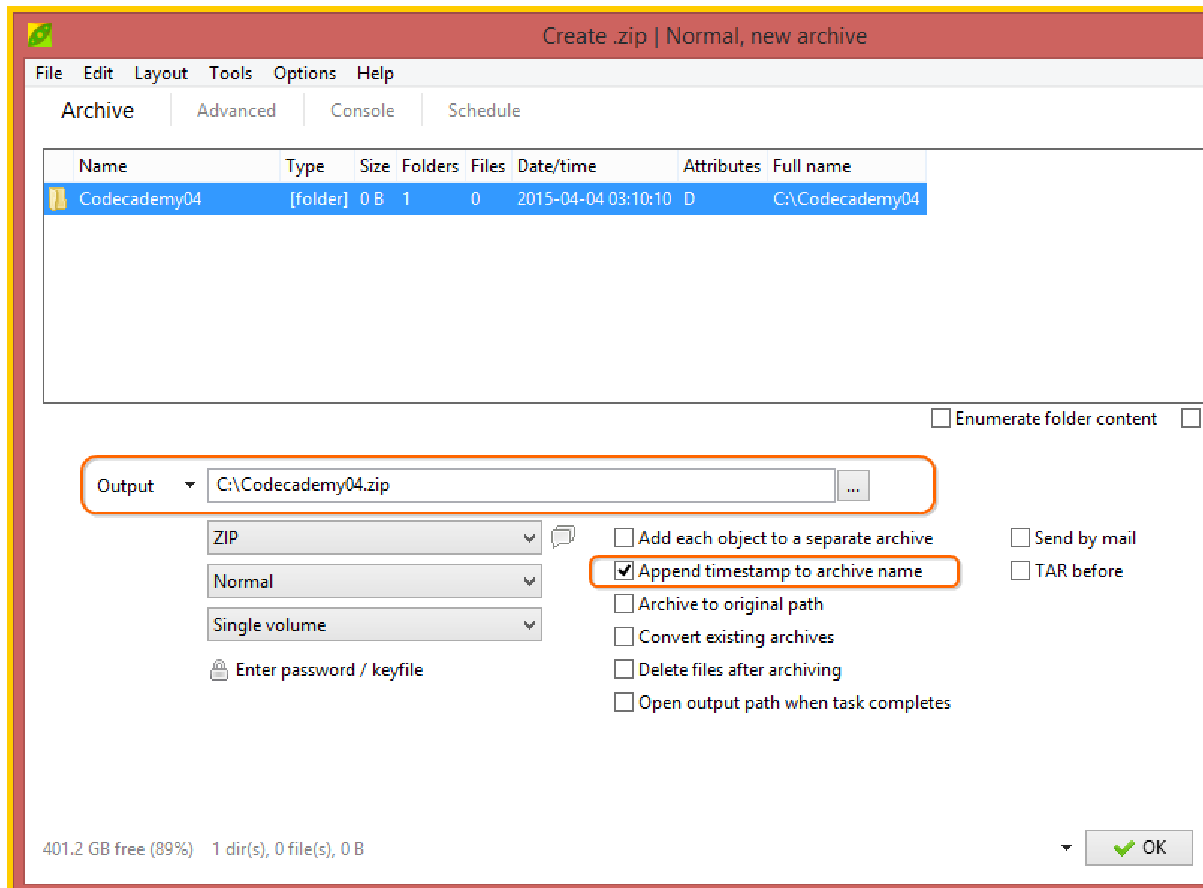 Create .zip | Normal, new archive
File Edit Layout Tools Options Help
Archive Advanced Console Schedule
Name Type Size Folders Files Date/time Attributes Full name
Codecademy04 [folder] 0 B 1 0 2015-04-04 03:10:10 D C:\Codecademy04
Enumerate folder content
Output C:\Codecademy04.zip ...
ZIP Add each object to a separate archive Send by mail
Normal Append timestamp to archive name TAR before
Archive to original path
Single volume Convert existing archives
Enter password / keyfile Delete files after archiving
Open output path when task completes
401.2 GB free (89%) 1 dir(s), 0 file(s), 0 B OK